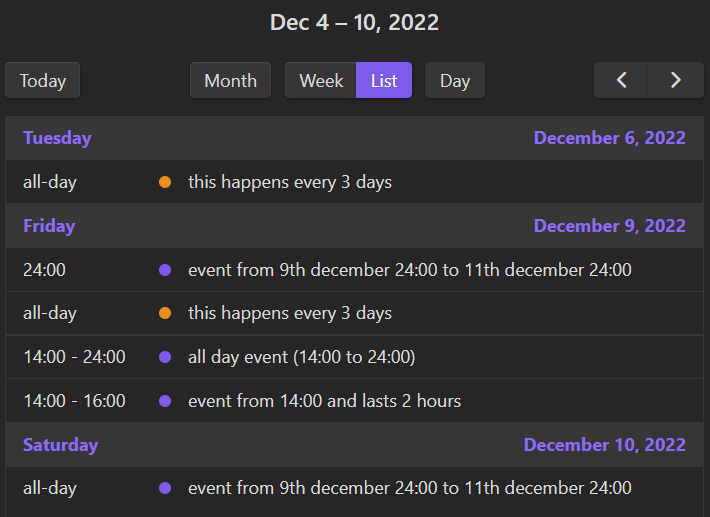 Dec 4 – 10, 2022
Today Month Week List Day
Tuesday December 6, 2022
all-day this happens every 3 days
Friday December 9, 2022
24:00 event from 9th december 24:00 to 11th december 24:00
all-day this happens every 3 days
14:00 - 24:00 all day event (14:00 to 24:00)
14:00 - 16:00 event from 14:00 and lasts 2 hours
Saturday December 10, 2022
all-day event from 9th december 24:00 to 11th december 24:00